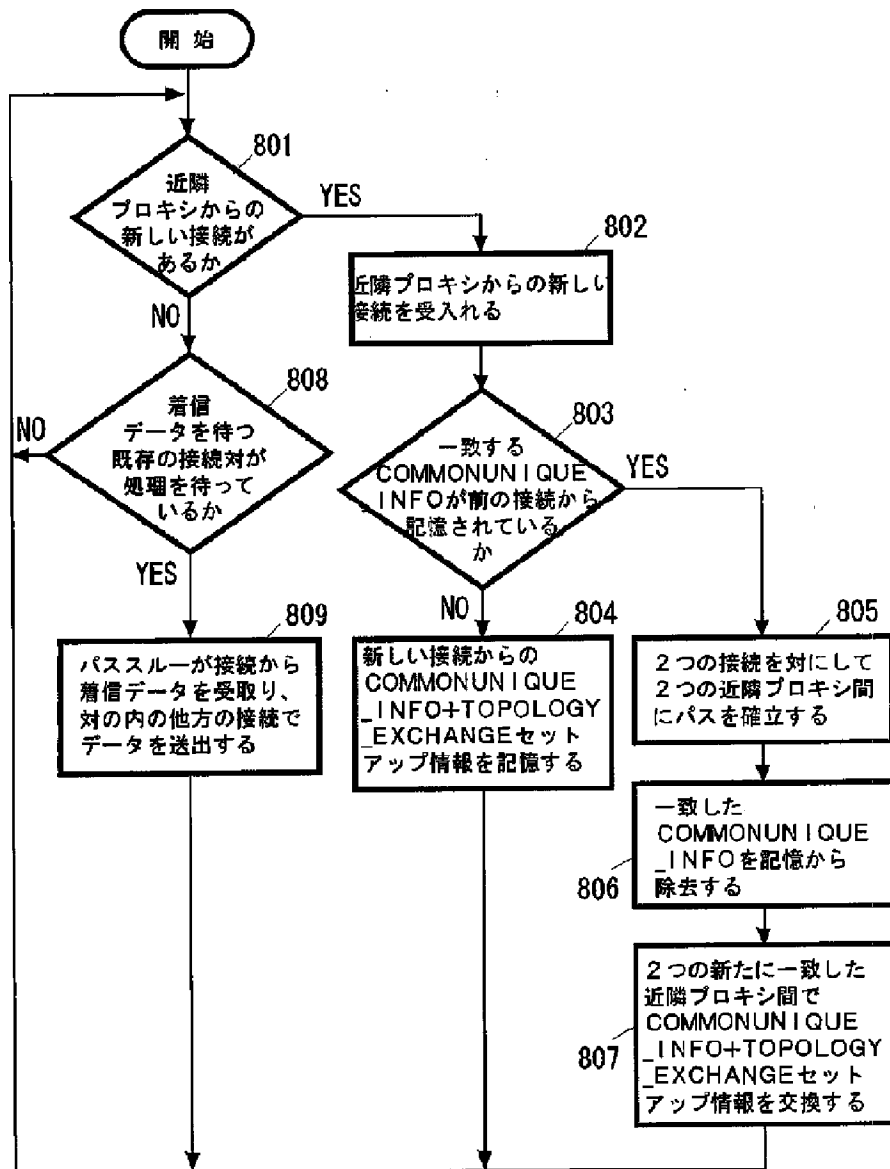 開始
801
近隣
プロキシからの
新しい接続が
あるか
YES
NO
802
近隣プロキシからの新しい
接続を受入れる
808
着信
データを待つ
既存の接続対が
処理を待って
いるか
NO
YES
803
一致する
COMMONUNIQUE
INFOが前の接続から
記憶されている
か
YES
NO
809
パススルーが接続から
着信データを受取り、
対の内の他方の接続で
データを送出する
804
新しい接続からの
COMMONUNIQUE
_INFO+TOPOLOGY
_EXCHANGEセット
アップ情報を記憶する
805
2つの接続を対にして
2つの近隣プロキシ間
にパスを確立する
806
一致した
COMMONUNIQUE
_INFOを記憶から
除去する
807
2つの新たに一致した
近隣プロキシ間で
COMMONUNIQUE
_INFO+TOPOLOGY
_EXCHANGEセット
アップ情報を交換する